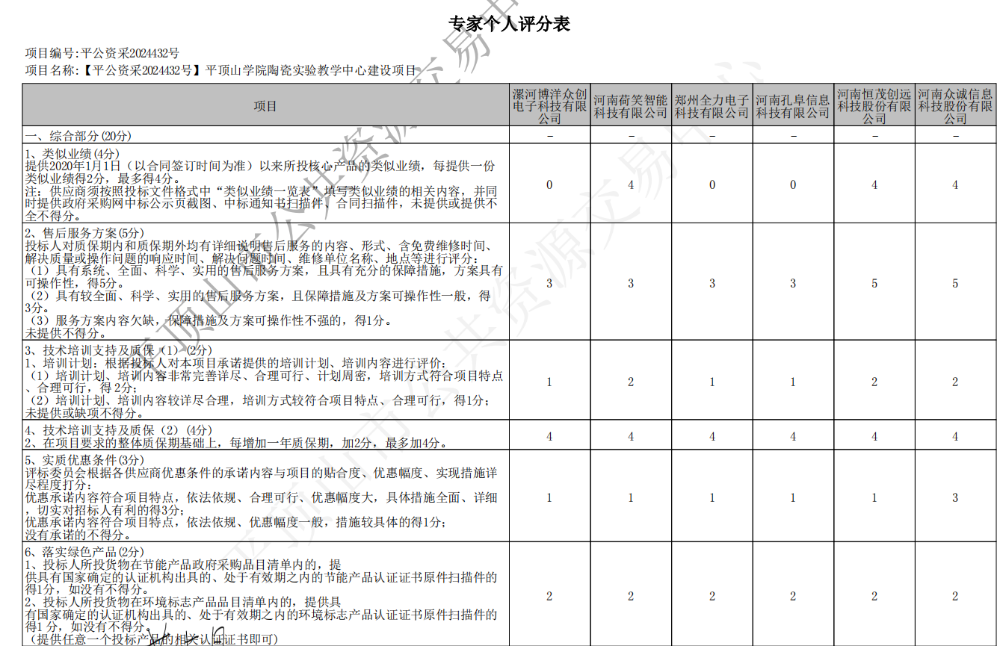 专家个人评分表
项目编号:平公资采2024432号
项目名称:【平公资采2024432号】平顶山学院陶瓷实验教学中心建设项目
项目 漯河博洋众创电子科技有限公司 河南荷笑智能科技有限公司 郑州全力电子科技有限公司 河南孔阜信息科技有限公司 河南恒茂创远科技股份有限公司 河南众诚信息科技股份有限公司
一、综合部分(20分) – – – – – –
1、类似业绩(4分)
提供2020年1月1日（以合同签订时间为准）以来所投核心产品的类似业绩，每提供一份
类似业绩得2分，最多得4分。
注：供应商须按照投标文件格式中“类似业绩一览表”填写类似业绩的相关内容，并同
时提供政府采购网中标公示页截图、中标通知书扫描件、合同扫描件，未提供或提供不
全不得分。
0 4 0 0 4 4
2、售后服务方案(5分)
投标人对质保期内和质保期外均有详细说明售后服务的内容、形式、含免费维修时间、
解决质量或操作问题的响应时间、解决问题时间、维修单位名称、地点等进行评分：
（1）具有系统、全面、科学、实用的售后服务方案，且具有充分的保障措施，方案具有
可操作性，得5分。
（2）具有较全面、科学、实用的售后服务方案，且保障措施及方案可操作性一般，得
3分。
（3）服务方案内容欠缺，保障措施及方案可操作性不强的，得1分。
未提供不得分。
3 3 3 3 5 5
3、技术培训支持及质保（1）(2分)
1、培训计划：根据投标人对本项目承诺提供的培训计划、培训内容进行评价：
（1）培训计划、培训内容非常完善详尽、合理可行、计划周密，培训方式符合项目特点
、合理可行，得 2分；
（2）培训计划、培训内容较详尽合理，培训方式较符合项目特点、合理可行，得1分；
未提供或缺项不得分。
1 2 1 1 2 2
4、技术培训支持及质保（2）(4分)
2、在项目要求的整体质保期基础上，每增加一年质保期，加2分，最多加4分。
4 4 4 4 4 4
5、实质优惠条件(3分)
评标委员会根据各供应商优惠条件的承诺内容与项目的贴合度、优惠幅度、实现措施详
尽程度打分：
优惠承诺内容符合项目特点，依法依规、合理可行、优惠幅度大，具体措施全面、详细
，切实对招标人有利的得3分；
优惠承诺内容符合项目特点，依法依规、优惠幅度一般，措施较具体的得1分；
没有承诺的不得分。
1 1 1 1 1 3
6、落实绿色产品(2分)
1、投标人所投货物在节能产品政府采购品目清单内的，提
供具有国家确定的认证机构出具的、处于有效期之内的节能产品认证证书原件扫描件的
得1分，如没有不得分。
2、投标人所投货物在环境标志产品品目清单内的，提供具
有国家确定的认证机构出具的、处于有效期之内的环境标志产品认证证书原件扫描件的
得1 分，如没有不得分。
（提供任意一个投标产品的相关认证证书即可)
2 2 2 2 2 2
平顶山市公共资源交易中
平顶山市公共资源交易中心